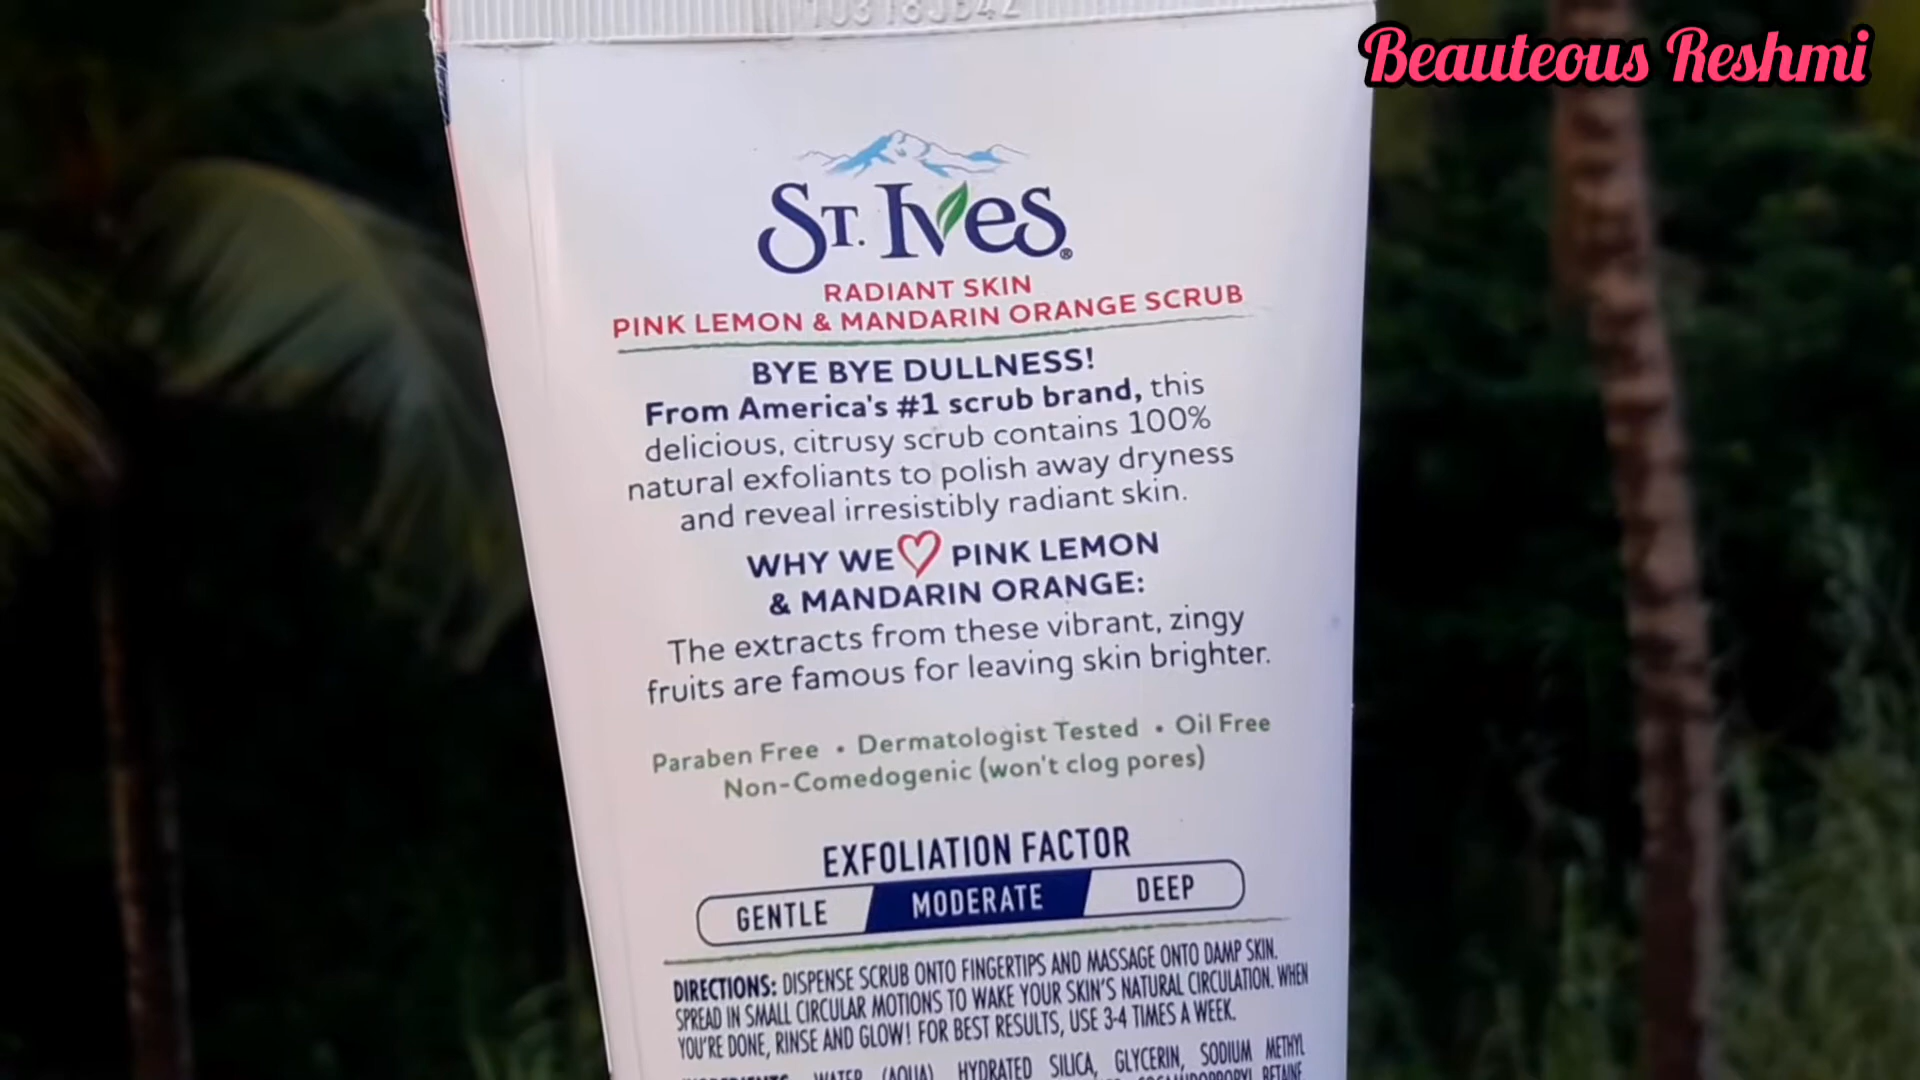 Beauteous Reshmi
ST. Ives®
RADIANT SKIN
PINK LEMON & MANDARIN ORANGE SCRUB
BYE BYE DULLNESS!
From America's #1 scrub brand, this
delicious, citrusy scrub contains 100%
natural exfoliants to polish away dryness
and reveal irresistibly radiant skin.
WHY WE PINK LEMON
& MANDARIN ORANGE:
The extracts from these vibrant, zingy
fruits are famous for leaving skin brighter.
Paraben Free • Dermatologist Tested • Oil Free
Non-Comedogenic (won't clog pores)
EXFOLIATION FACTOR
GENTLE MODERATE DEEP
DIRECTIONS: DISPENSE SCRUB ONTO FINGERTIPS AND MASSAGE ONTO DAMP SKIN.
SPREAD IN SMALL CIRCULAR MOTIONS TO WAKE YOUR SKIN'S NATURAL CIRCULATION. WHEN
YOU'RE DONE, RINSE AND GLOW! FOR BEST RESULTS, USE 3-4 TIMES A WEEK.
WATER (AQUA), HYDRATED SILICA, GLYCERIN, SODIUM METHYL